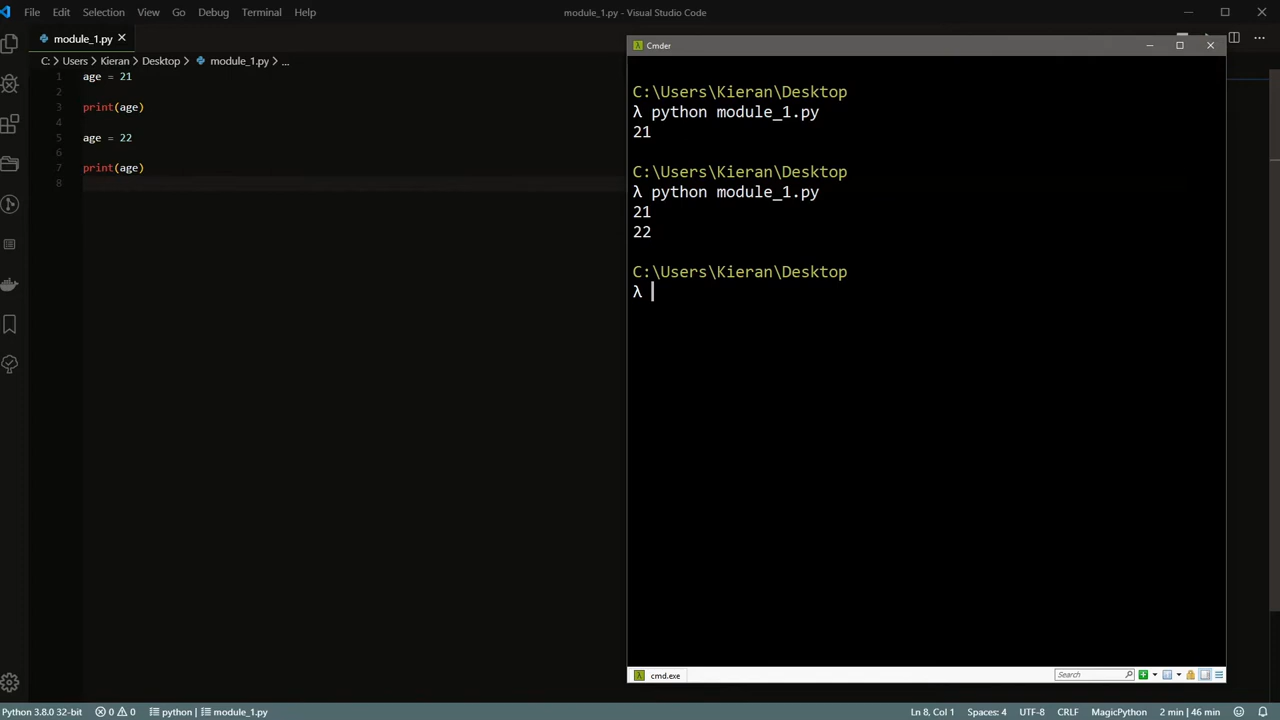 File Edit Selection View Go Debug Terminal Help
module_1.py - Visual Studio Code
module_1.py
C: > Users > Kieran > Desktop > module_1.py > ...
1 age = 21
2
3 print(age)
4
5 age = 22
6
7 print(age)
8
Cmder
C:\Users\Kieran\Desktop
λ python module_1.py
21
C:\Users\Kieran\Desktop
λ python module_1.py
21
22
C:\Users\Kieran\Desktop
λ
cmd.exe
Search
Python 3.8.0 32-bit 0 0 python | module_1.py Ln 8, Col 1 Spaces: 4 UTF-8 CRLF MagicPython 2 min | 46 min